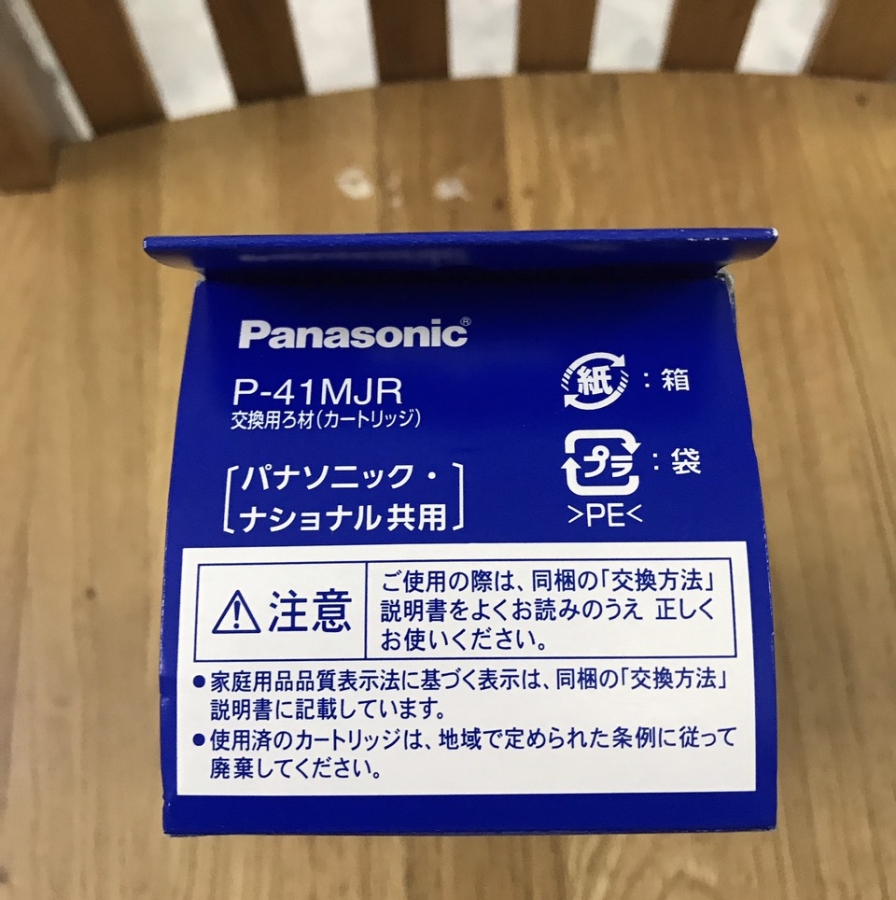 Panasonic®
P-41MJR
交換用ろ材(カートリッジ)
パナソニック・
ナショナル共用
紙:箱
プラ:袋
>PE<
注意
ご使用の際は、同梱の「交換方法」
説明書をよくお読みのうえ 正しく
お使いください。
●家庭用品品質表示法に基づく表示は、同梱の「交換方法」
説明書に記載しています。
●使用済のカートリッジは、地域で定められた条例に従って
廃棄してください。